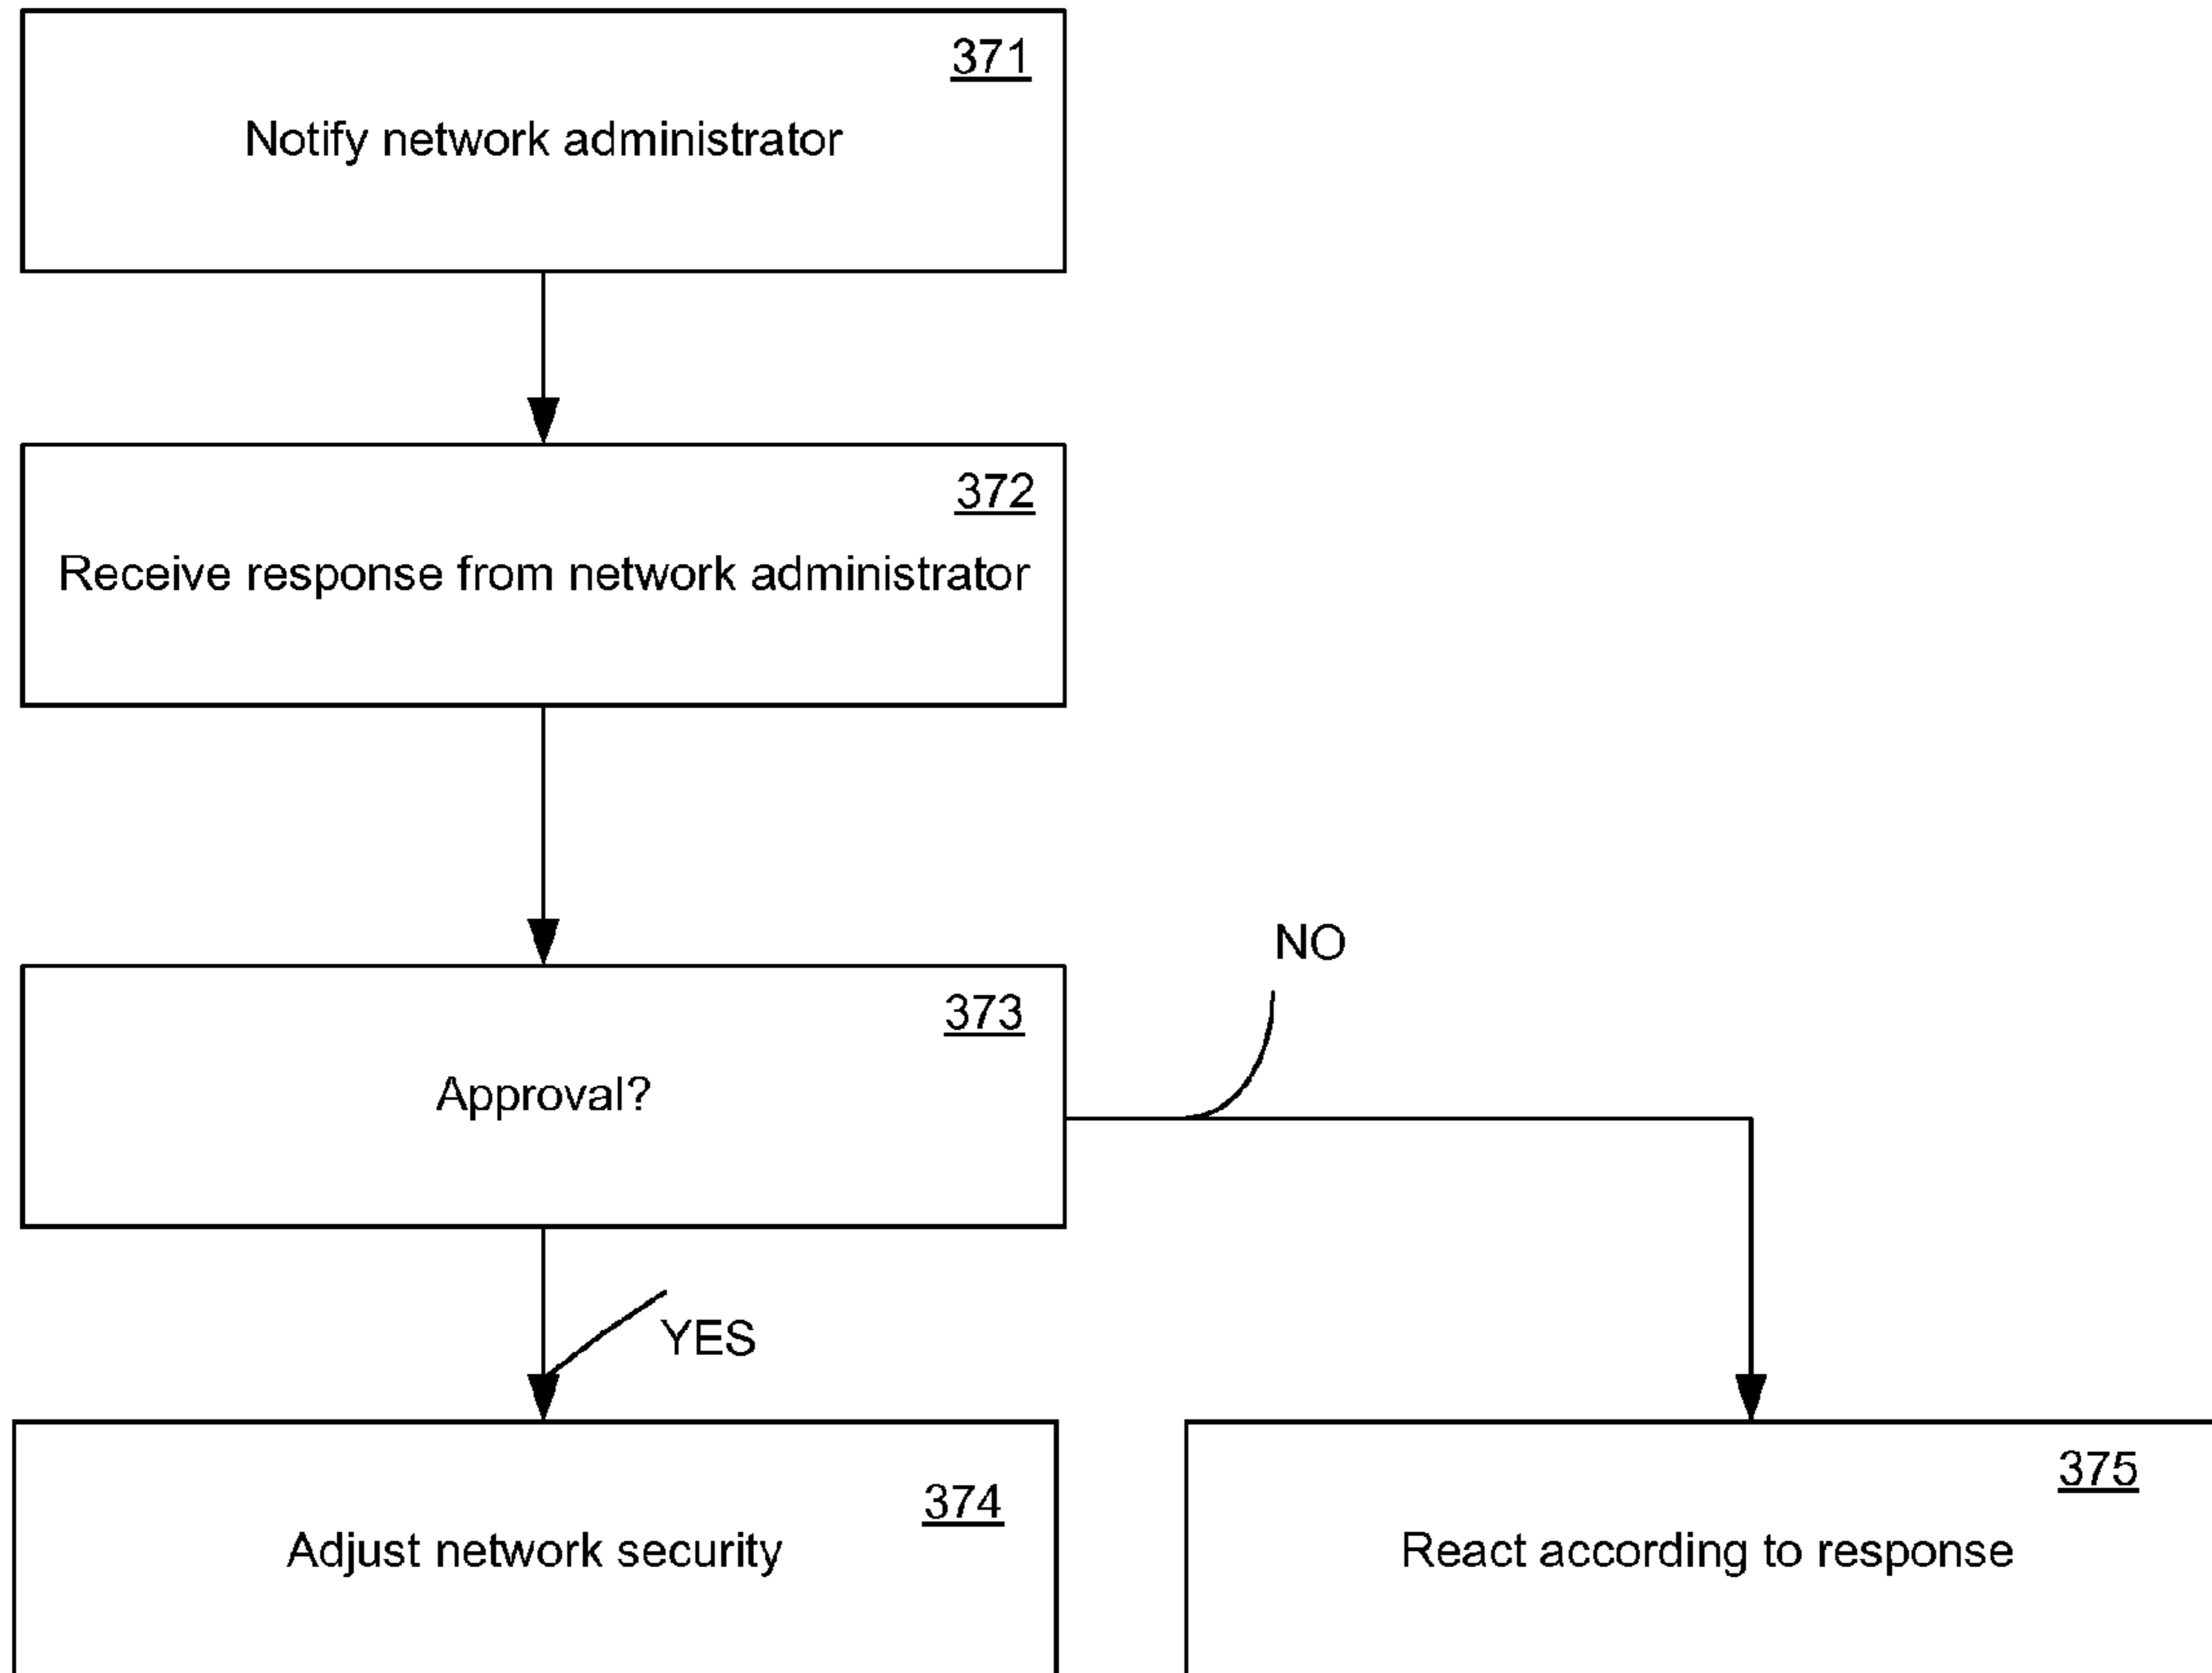 371
Notify network administrator
372
Receive response from network administrator
NO
373
Approval?
YES
374
Adjust network security
375
React according to response